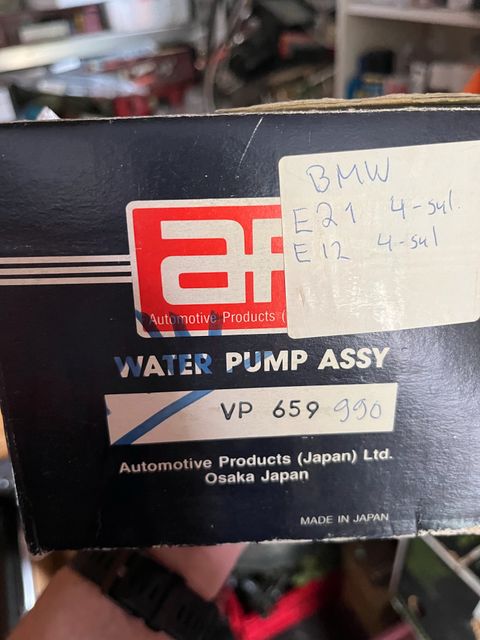 BMW
E21 4-syl.
E12 4-syl
ap
Automotive Products (
WATER PUMP ASSY
VP 659 990
Automotive Products (Japan) Ltd.
Osaka Japan
MADE IN JAPAN